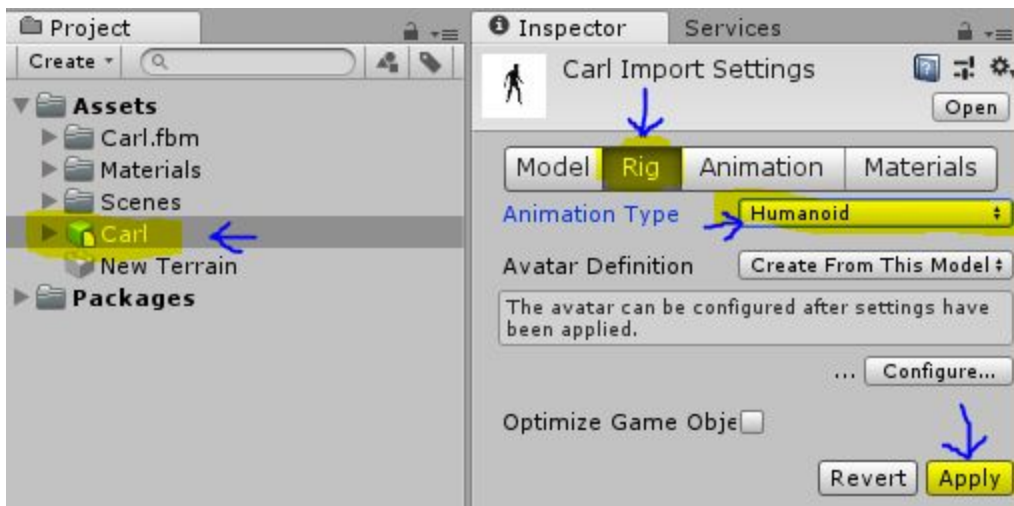 Project
Create
Assets
Carl.fbm
Materials
Scenes
Carl
New Terrain
Packages
Inspector Services
Carl Import Settings
Open
Model Rig Animation Materials
Animation Type Humanoid
Avatar Definition Create From This Model
The avatar can be configured after settings have
been applied.
... Configure...
Optimize Game Obje
Revert Apply